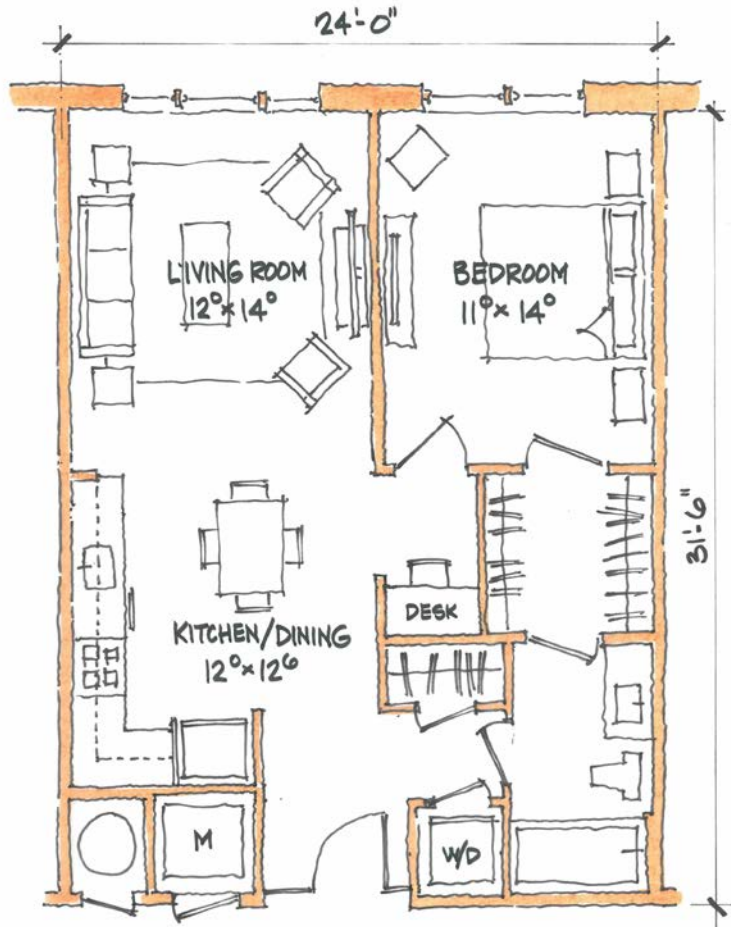 24'-0"
LIVING ROOM
12⁰ x 14⁰
BEDROOM
11⁰ x 14⁰
31'-6"
DESK
KITCHEN/DINING
12⁰ x 12⁶
M
W/D